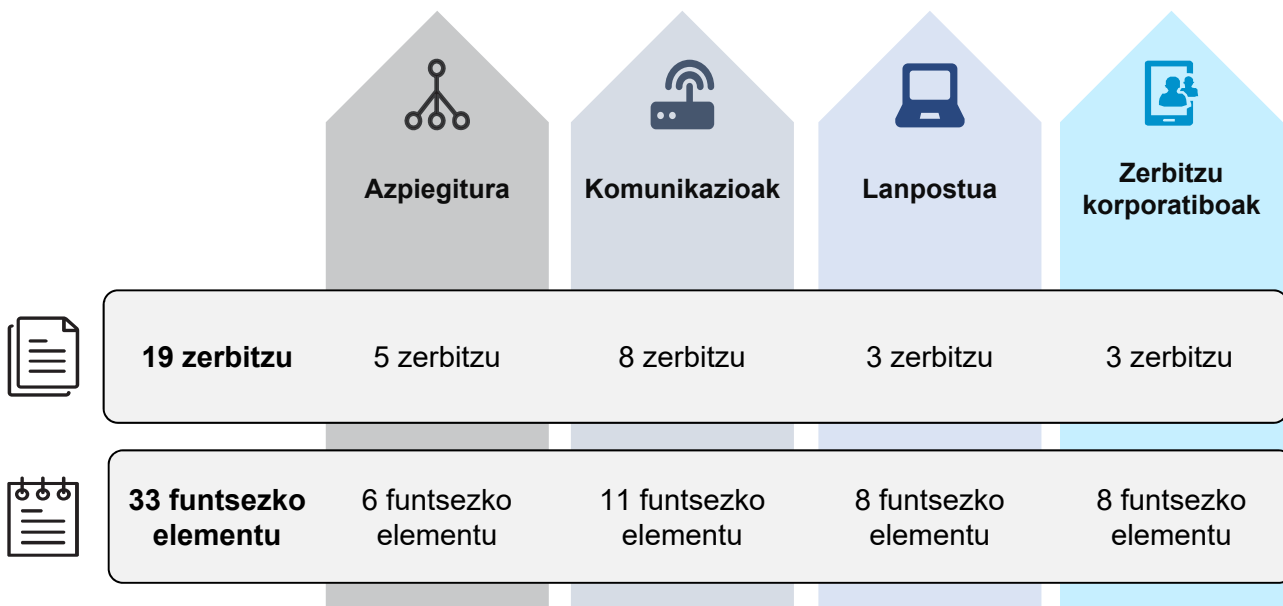 Azpiegitura
Komunikazioak
Lanpostua
Zerbitzu
korporatiboak
19 zerbitzu
5 zerbitzu
8 zerbitzu
3 zerbitzu
3 zerbitzu
33 funtsezko
elementu
6 funtsezko
elementu
11 funtsezko
elementu
8 funtsezko
elementu
8 funtsezko
elementu